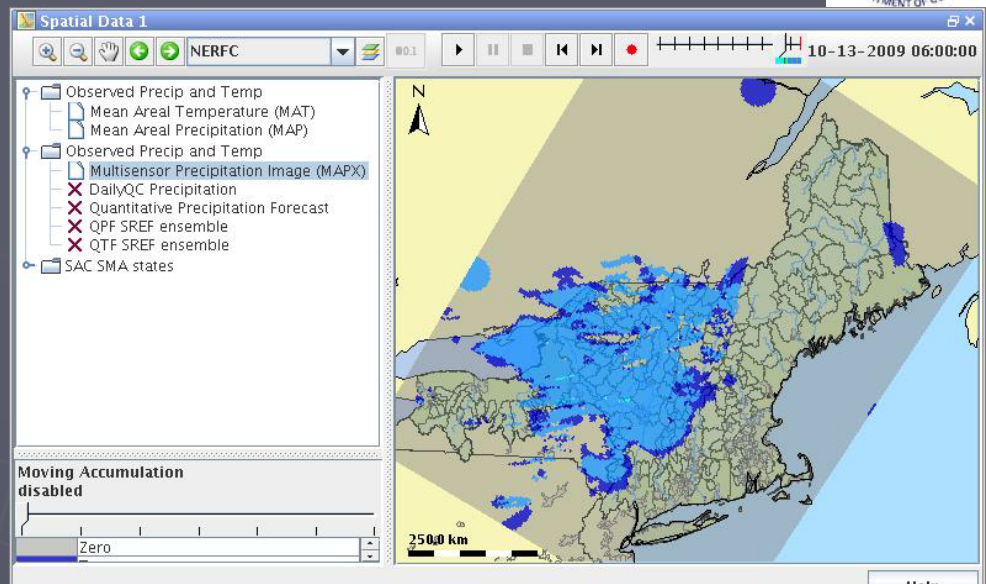 Spatial Data 1
NERFC
0.1
10-13-2009 06:00:00
Observed Precip and Temp
Mean Areal Temperature (MAT)
Mean Areal Precipitation (MAP)
Observed Precip and Temp
Multisensor Precipitation Image (MAPX)
DailyQC Precipitation
Quantitative Precipitation Forecast
QPF SREF ensemble
QTF SREF ensemble
SAC SMA states
Moving Accumulation
disabled
Zero
N
250,0 km